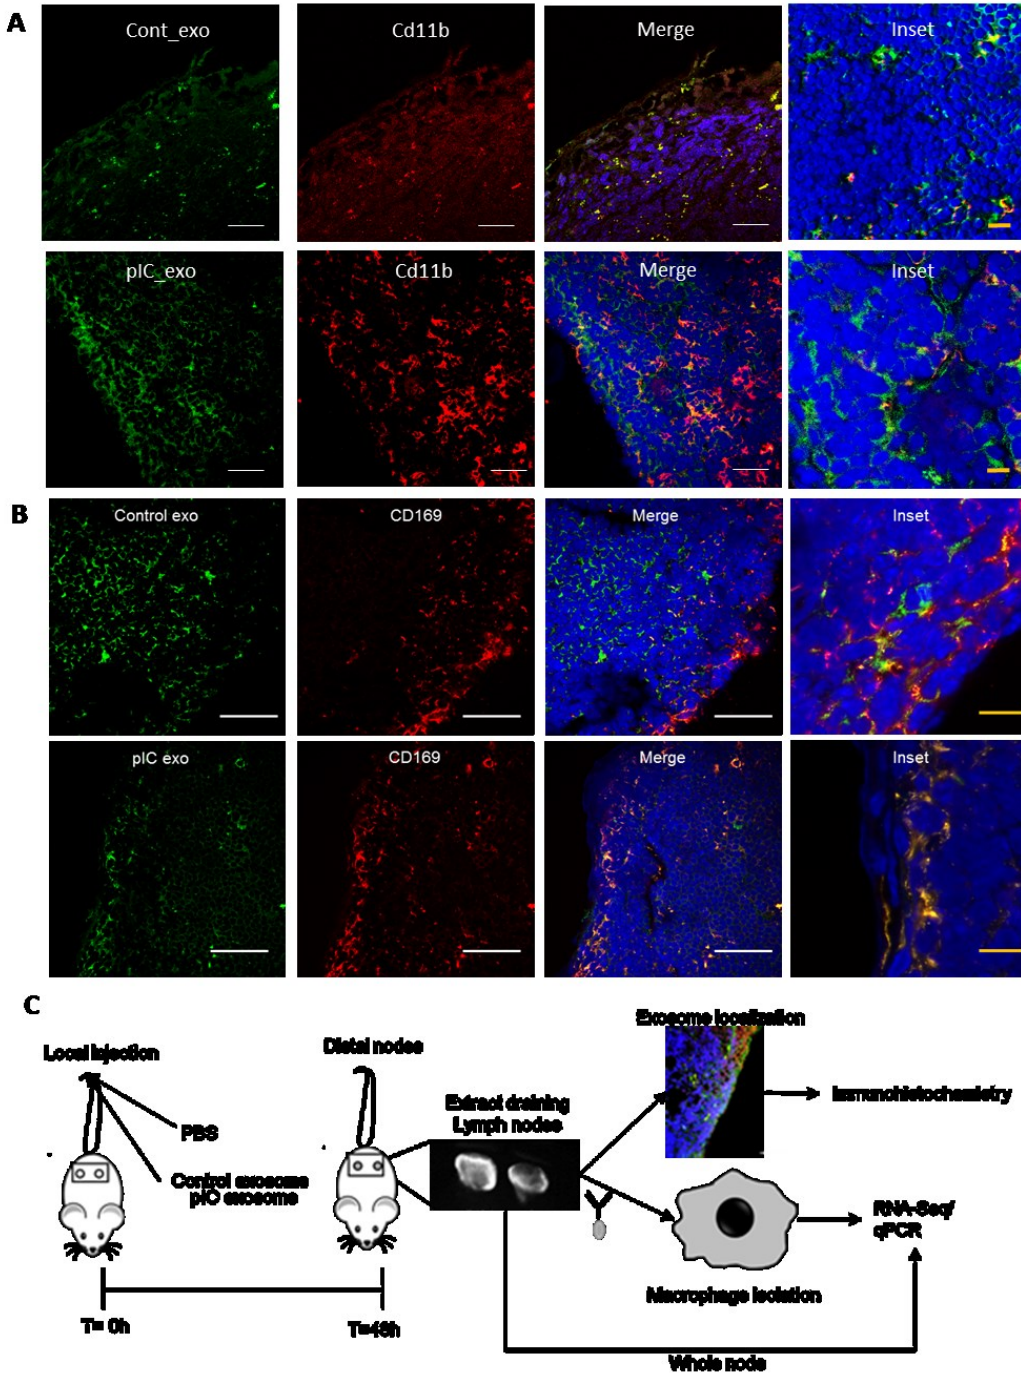 A
Cont_exo
Cd11b
Merge
Inset
pIC_exo
Cd11b
Merge
Inset
B
Control exo
CD169
Merge
Inset
pIC exo
CD169
Merge
Inset
C
Local injection
PBS
Control exosome
pIC exosome
T= 0h
Distal nodes
T=48h
Extract draining
Lymph nodes
Exosome localization
Immunohistochemistry
Macrophage isolation
RNA-Seq/
qPCR
Whole node